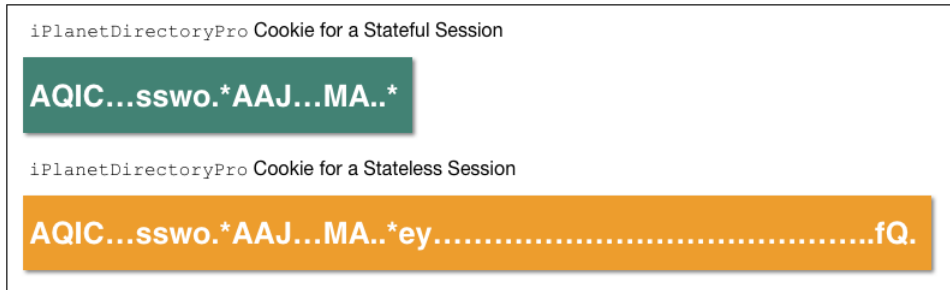 iPlanetDirectoryPro Cookie for a Stateful Session
AQIC...sswo.*AAJ...MA..*
iPlanetDirectoryPro Cookie for a Stateless Session
AQIC...sswo.*AAJ...MA..*ey…………………………………………..fQ.